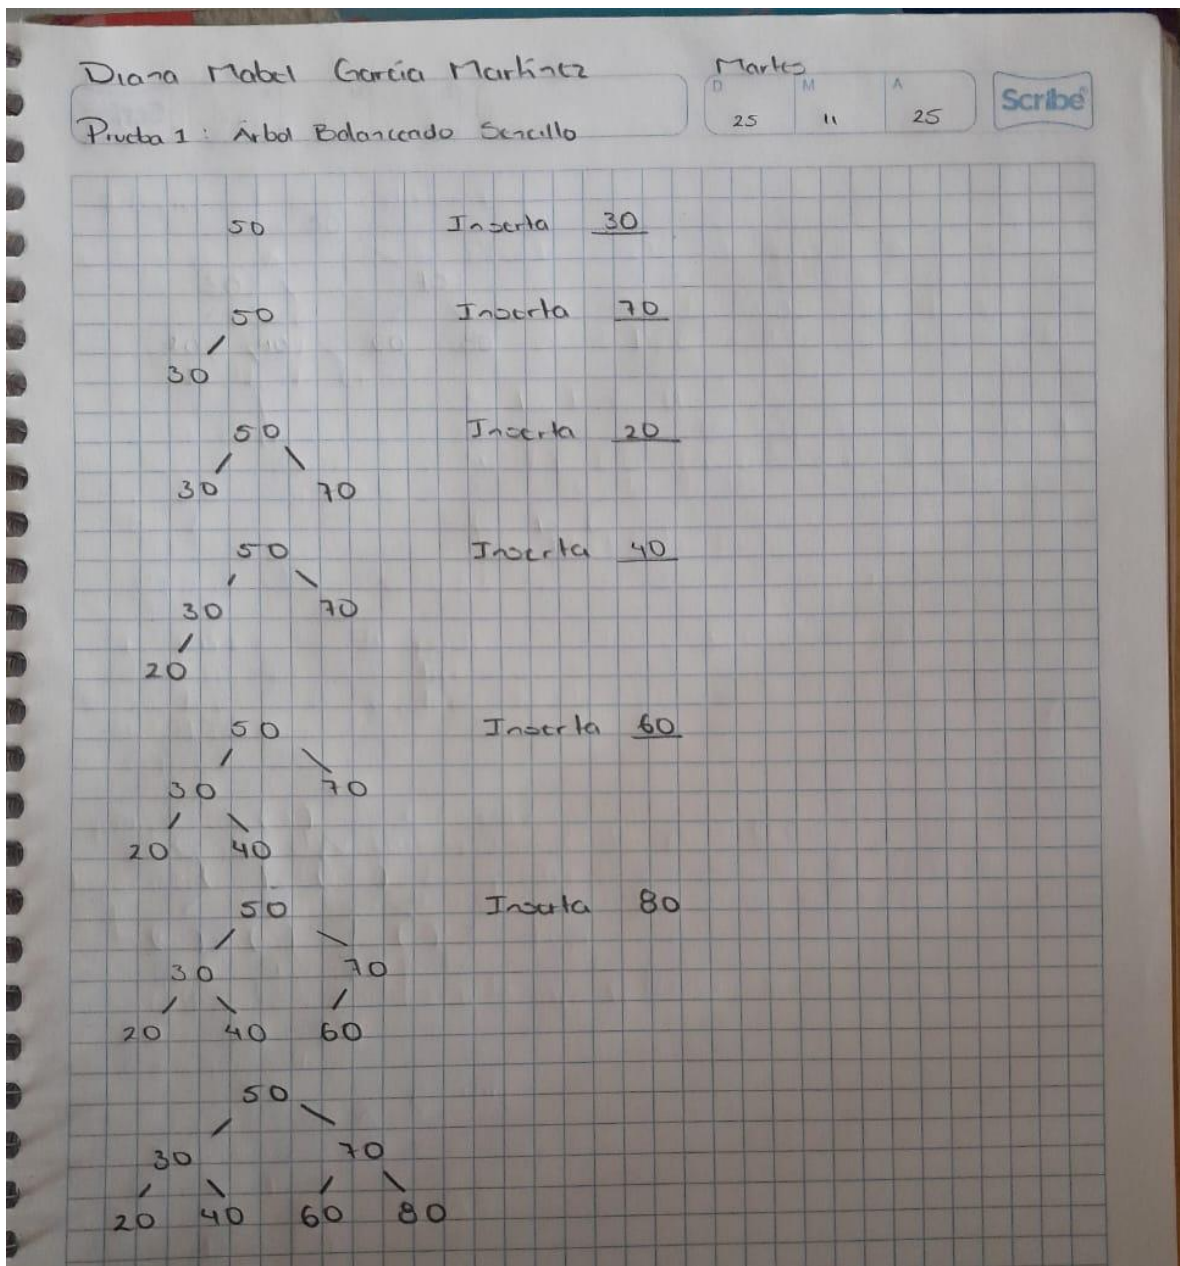 Diana Mabel García Martínez
Martes
D M A
25 11 25
Scribe
Prueba 1: Árbol Balanceado Sencillo
50 Inserta 30
50 Inserta 70
30
50 Inserta 20
30 70
50 Inserta 40
30 70
20
50 Inserta 60
30 70
20 40
50 Inserta 80
30 70
20 40 60
50
30 70
20 40 60 80